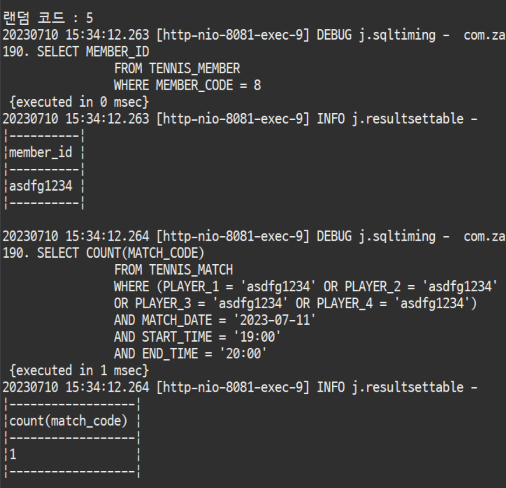 랜덤 코드 : 5
20230710 15:34:12.263 [http-nio-8081-exec-9] DEBUG j.sqltiming -  com.za
190. SELECT MEMBER_ID
FROM TENNIS_MEMBER
WHERE MEMBER_CODE = 8
{executed in 0 msec}
20230710 15:34:12.263 [http-nio-8081-exec-9] INFO j.resultsettable -
|----------|
|member_id |
|----------|
|asdfg1234 |
|----------|
20230710 15:34:12.264 [http-nio-8081-exec-9] DEBUG j.sqltiming -  com.za
190. SELECT COUNT(MATCH_CODE)
FROM TENNIS_MATCH
WHERE (PLAYER_1 = 'asdfg1234' OR PLAYER_2 = 'asdfg1234'
OR PLAYER_3 = 'asdfg1234' OR PLAYER_4 = 'asdfg1234')
AND MATCH_DATE = '2023-07-11'
AND START_TIME = '19:00'
AND END_TIME = '20:00'
{executed in 1 msec}
20230710 15:34:12.264 [http-nio-8081-exec-9] INFO j.resultsettable -
|------------------|
|count(match_code) |
|------------------|
|1                 |
|------------------|